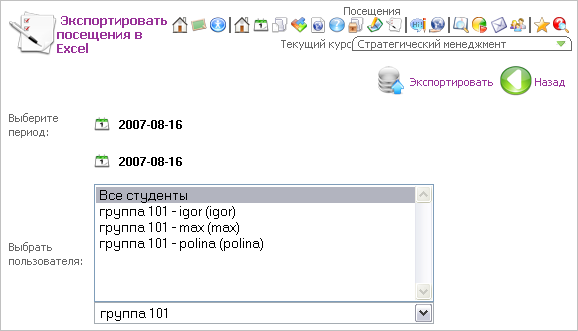 Посещения
Экспортировать
посещения в
Excel
Текущий курс Стратегический менеджмент
Экспортировать Назад
Выберите
период:
2007-08-16
2007-08-16
Выбрать
пользователя:
Все студенты
группа 101 - igor (igor)
группа 101 - max (max)
группа 101 - polina (polina)
группа 101